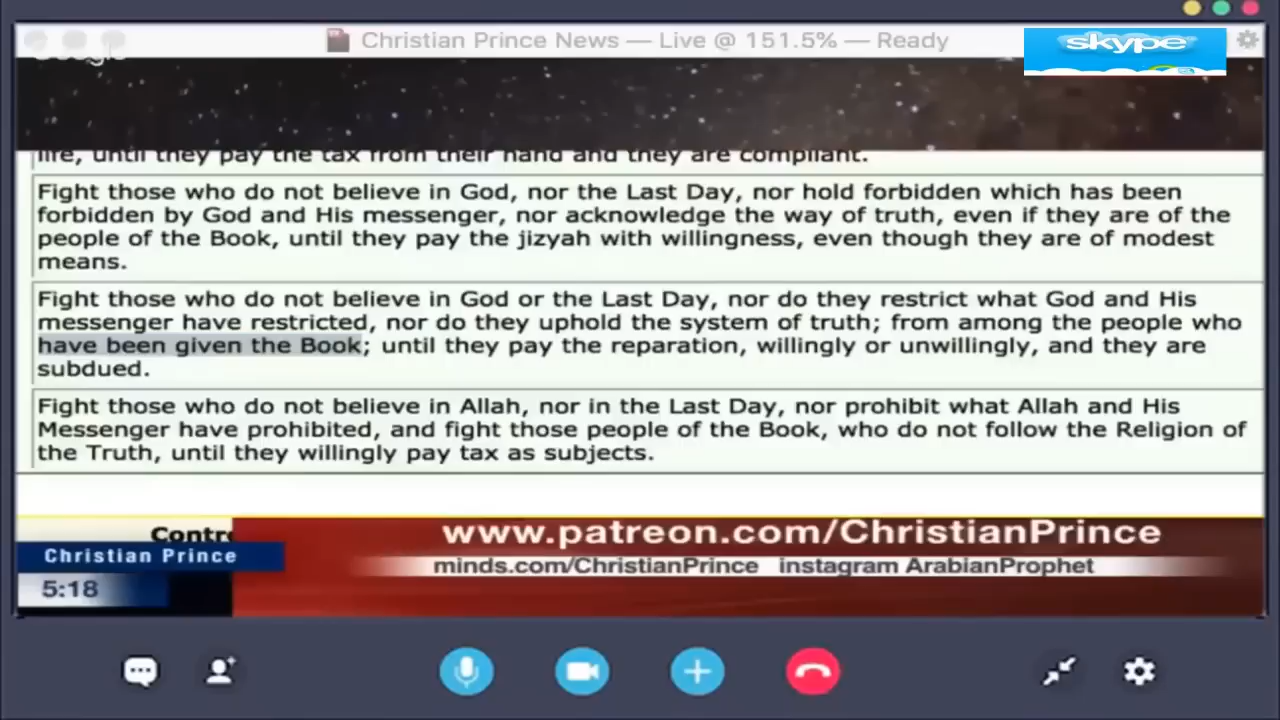 Christian Prince News — Live @ 151.5% — Ready
skype
Google
life, until they pay the tax from their hand and they are compliant.
Fight those who do not believe in God, nor the Last Day, nor hold forbidden which has been
forbidden by God and His messenger, nor acknowledge the way of truth, even if they are of the
people of the Book, until they pay the jizyah with willingness, even though they are of modest
means.
Fight those who do not believe in God or the Last Day, nor do they restrict what God and His
messenger have restricted, nor do they uphold the system of truth; from among the people who
have been given the Book; until they pay the reparation, willingly or unwillingly, and they are
subdued.
Fight those who do not believe in Allah, nor in the Last Day, nor prohibit what Allah and His
Messenger have prohibited, and fight those people of the Book, who do not follow the Religion of
the Truth, until they willingly pay tax as subjects.
Contr
www.patreon.com/ChristianPrince
Christian Prince
minds.com/ChristianPrince instagram ArabianProphet
5:18